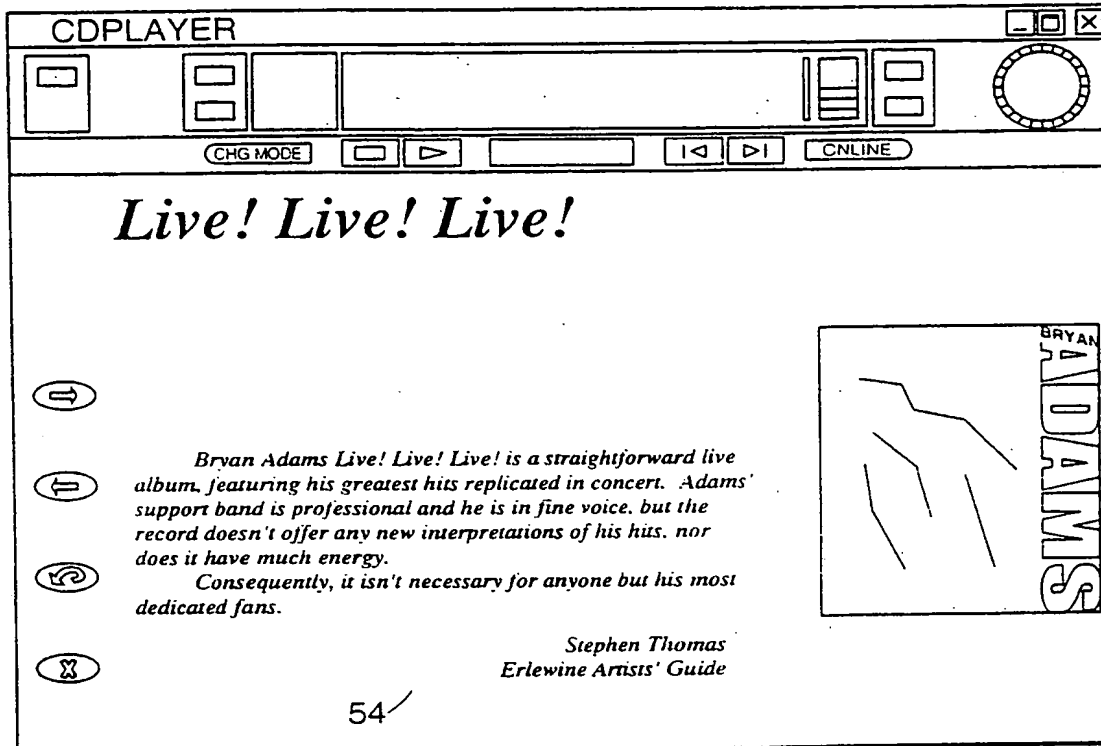 CDPLAYER
CHG MODE
CNLINE
Live! Live! Live!
BRYAN
ADAMS
Bryan Adams Live! Live! Live! is a straightforward live
album, featuring his greatest hits replicated in concert. Adams'
support band is professional and he is in fine voice. but the
record doesn't offer any new interpretations of his hits. nor
does it have much energy.
Consequently, it isn't necessary for anyone but his most
dedicated fans.
Stephen Thomas
Erlewine Artists' Guide
54